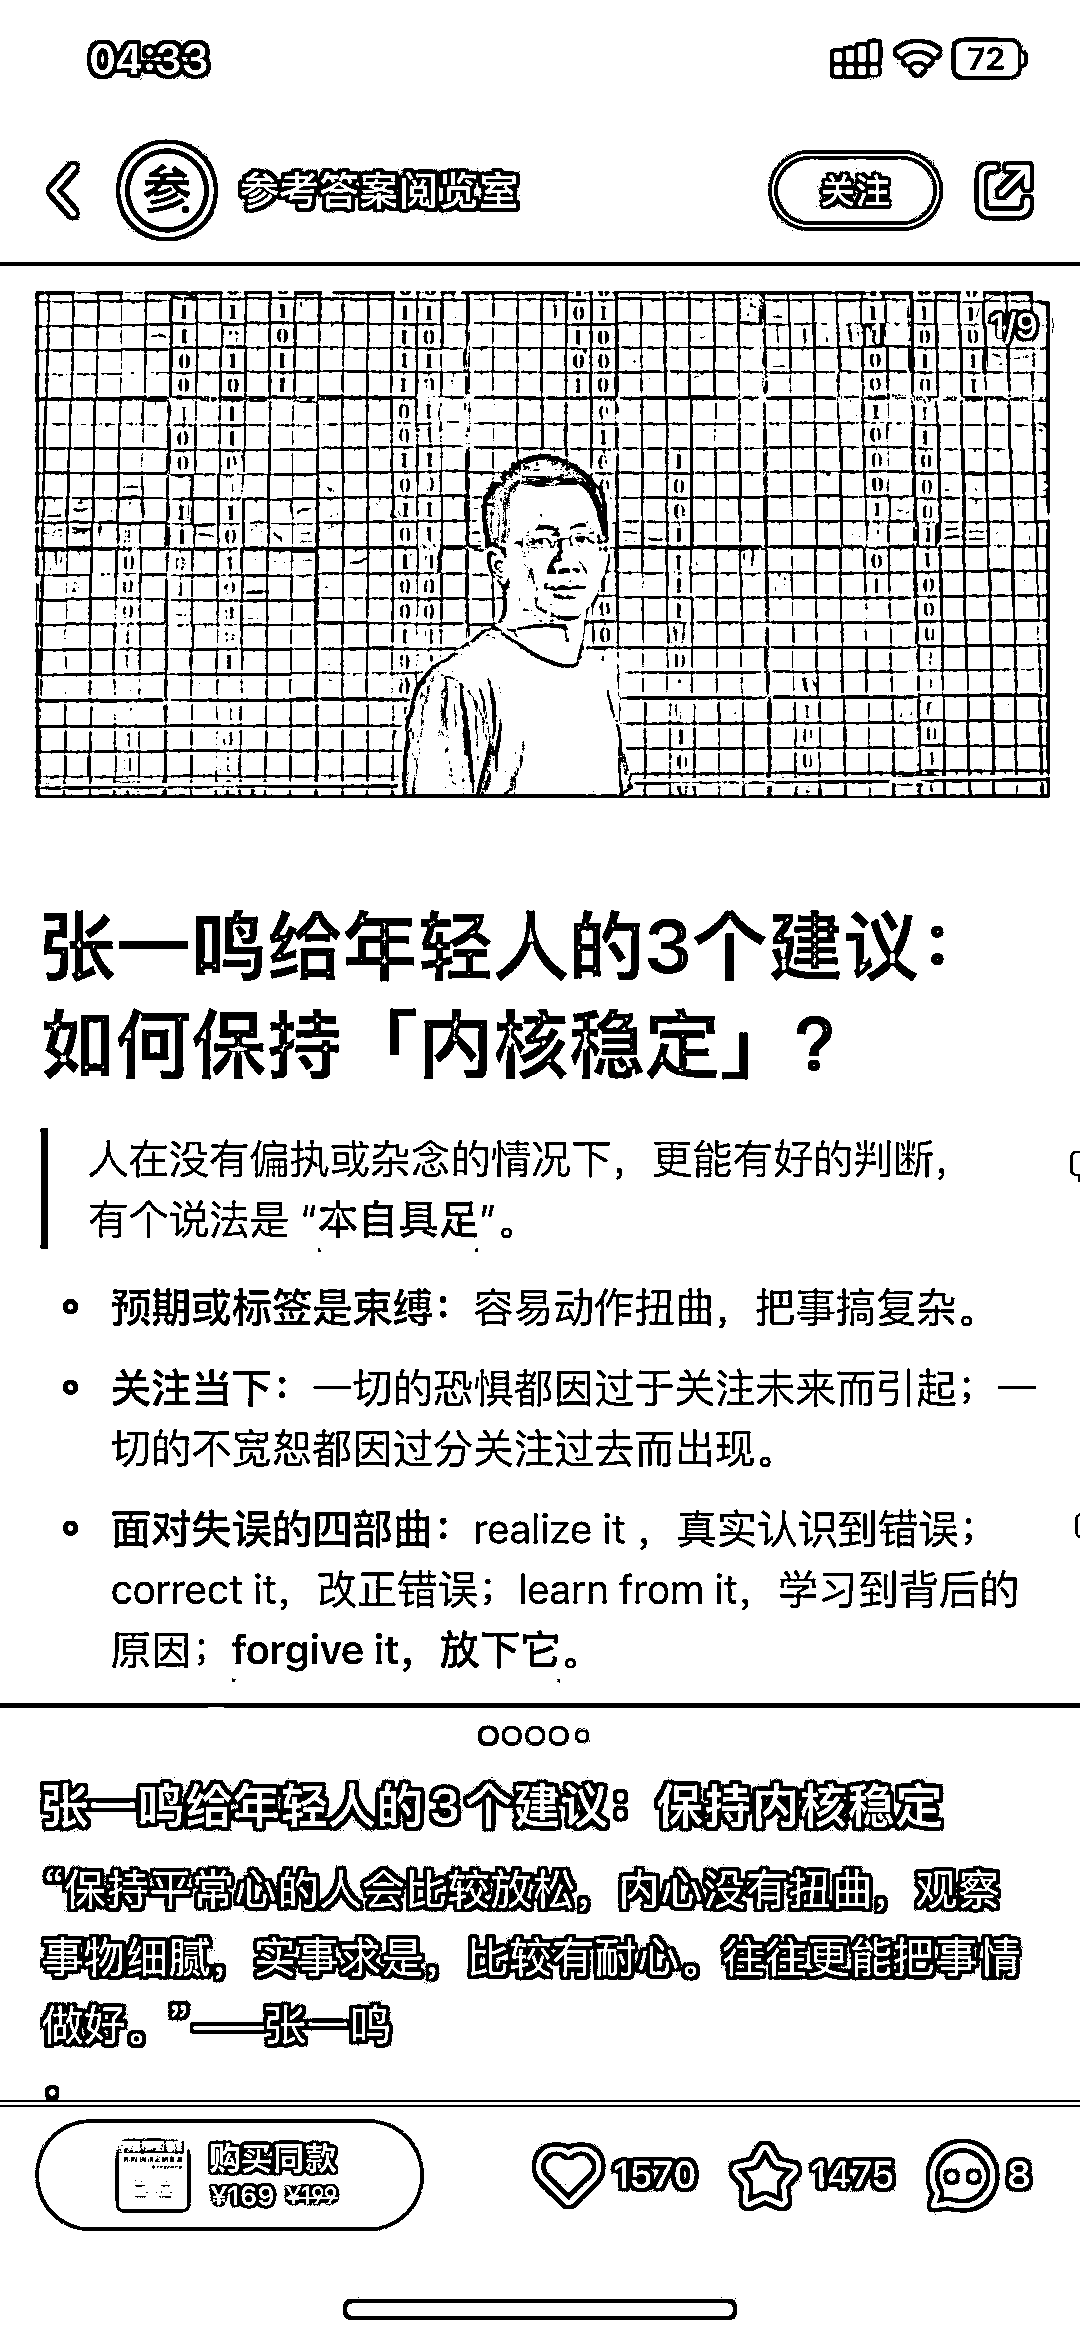 04:33
72
参
参考答案阅览室
关注
1/9
张一鸣给年轻人的3个建议：
如何保持「内核稳定」?
人在没有偏执或杂念的情况下，更能有好的判断，
有个说法是 "本自具足"。
预期或标签是束缚：容易动作扭曲，把事搞复杂。
关注当下：一切的恐惧都因过于关注未来而引起；一
切的不宽恕都因过分关注过去而出现。
面对失误的四部曲：realize it ，真实认识到错误；
correct it，改正错误；learn from it，学习到背后的
原因；forgive it，放下它。
张一鸣给年轻人的3个建议：保持内核稳定
“保持平常心的人会比较放松，内心没有扭曲，观察
事物细腻，实事求是，比较有耐心。往往更能把事情
做好。”——张一鸣
购买同款
¥169 ¥199
1570
1475
8